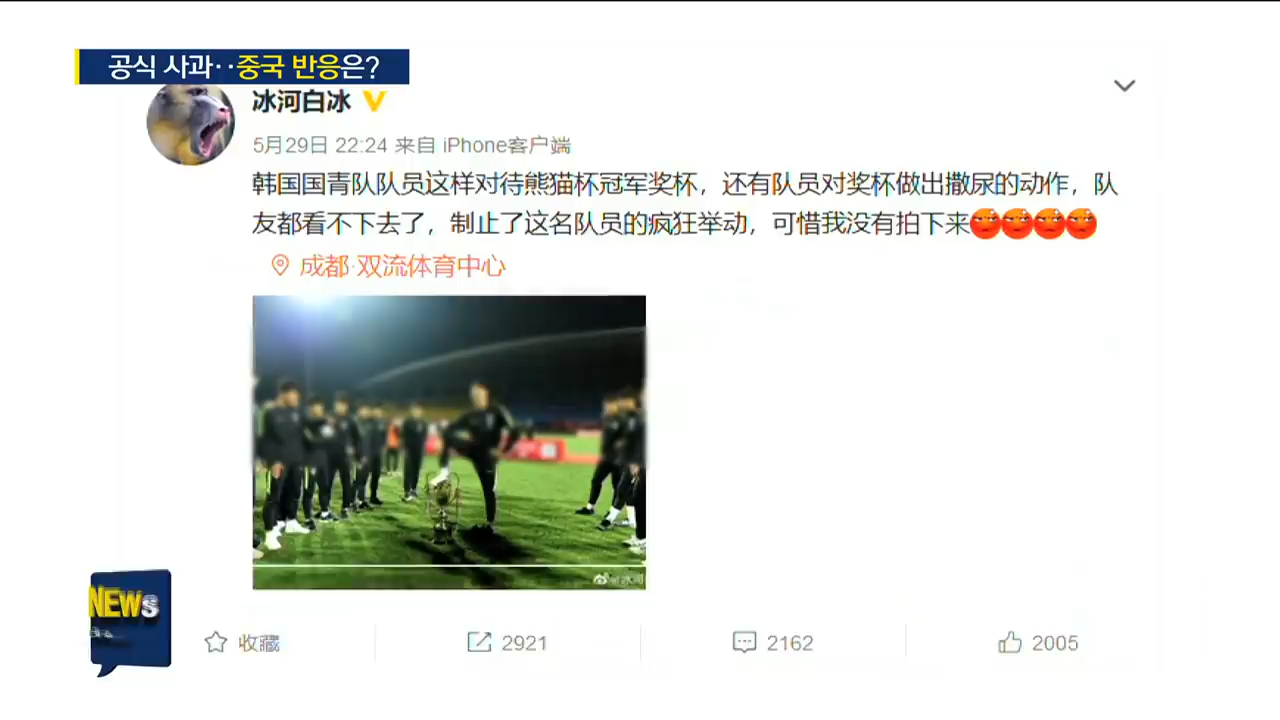 공식 사과‥중국 반응은?
冰河白冰
5月29日 22:24 来自 iPhone客户端
韩国国青队队员这样对待熊猫杯冠军奖杯，还有队员对奖杯做出撒尿的动作，队
友都看不下去了，制止了这名队员的疯狂举动，可惜我没有拍下来
成都·双流体育中心
NEWs
收藏
2921
2162
2005